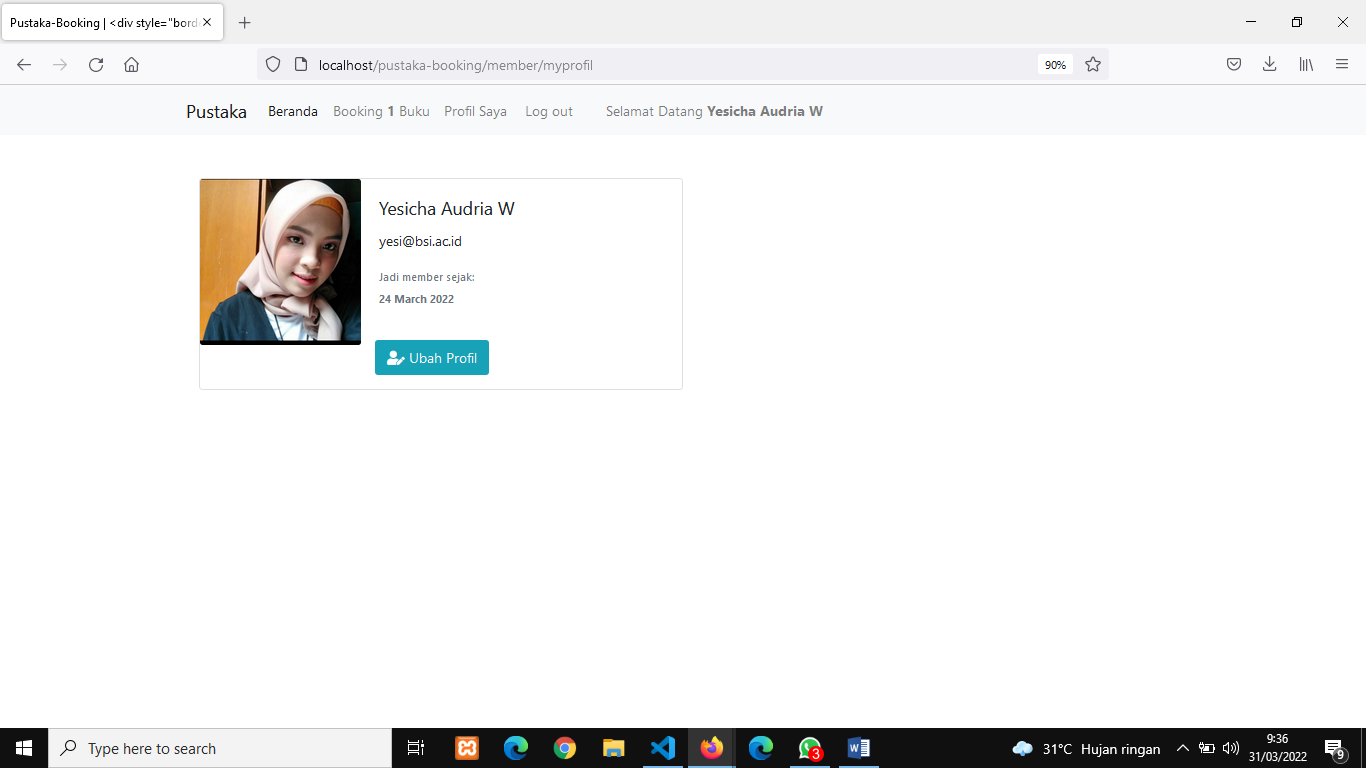 Pustaka-Booking | <div style="bord
localhost/pustaka-booking/member/myprofil
90%
Pustaka Beranda Booking 1 Buku Profil Saya Log out Selamat Datang Yesicha Audria W
Yesicha Audria W
yesi@bsi.ac.id
Jadi member sejak:
24 March 2022
Ubah Profil
Type here to search
3
31°C Hujan ringan
9:36
31/03/2022
9